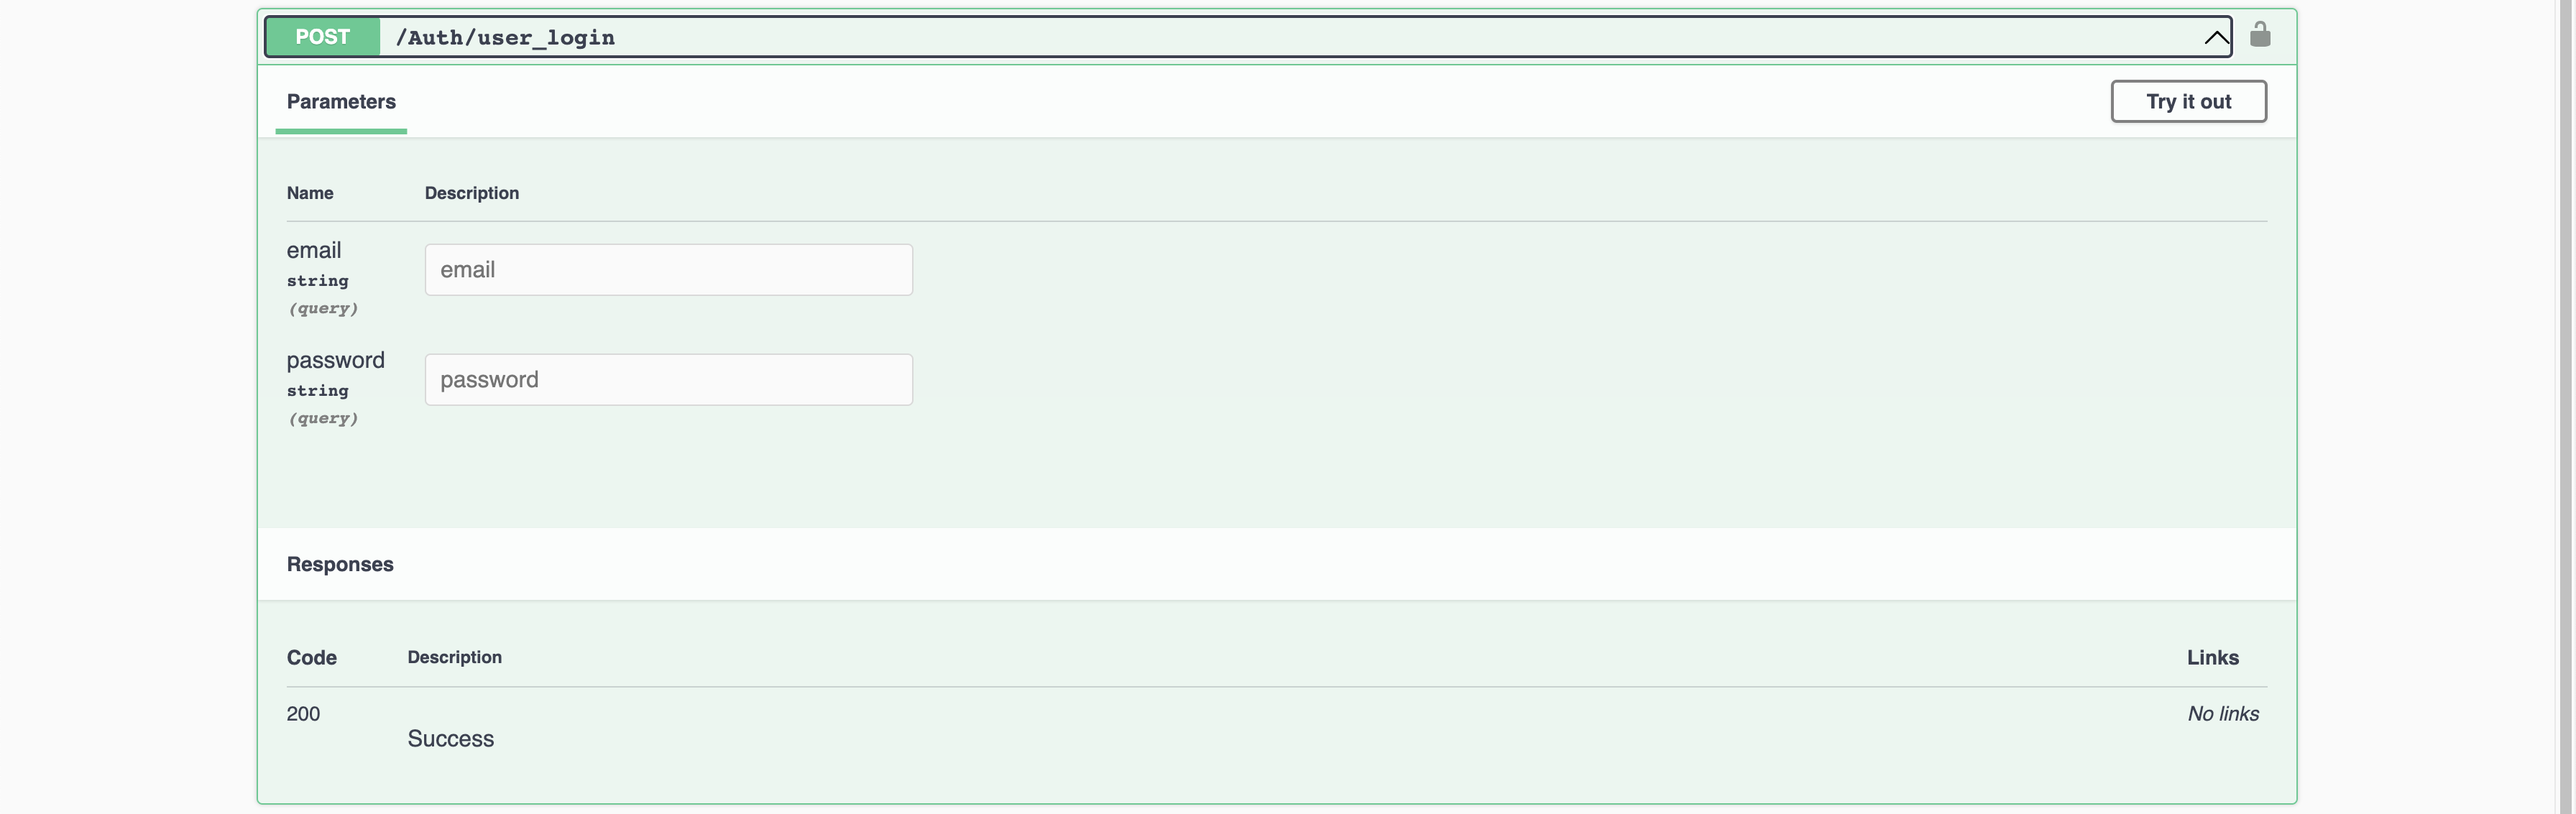 POST /Auth/user_login
Parameters
Try it out
Name Description
email
string
(query)
email
password
string
(query)
password
Responses
Code Description Links
200 No links
Success